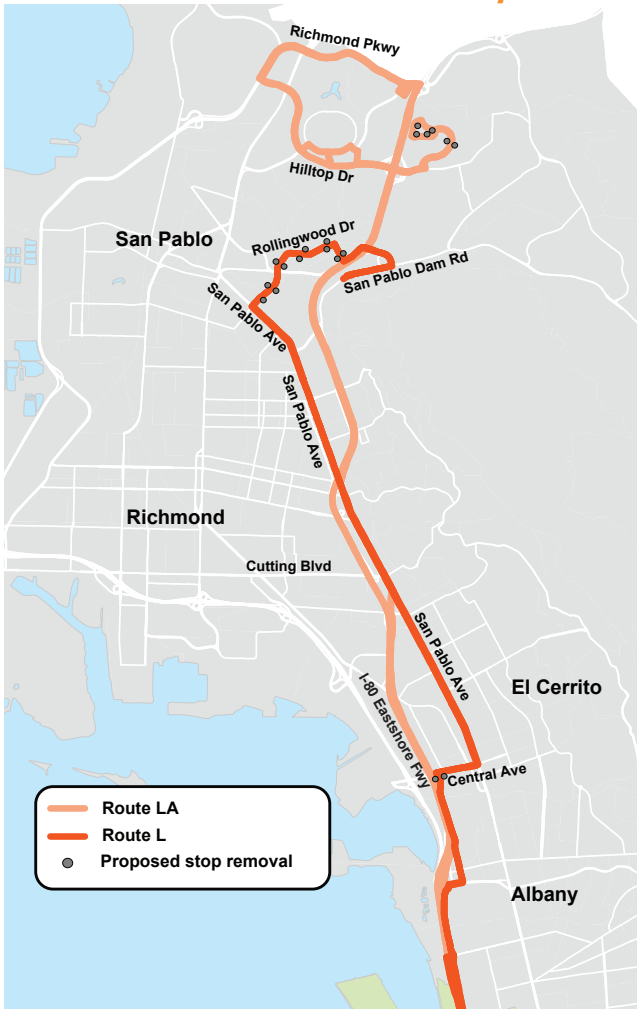 Richmond Pkwy
Hilltop Dr
San Pablo
Rollingwood Dr
San Pablo Dam Rd
San Pablo Ave
San Pablo Ave
Richmond
Cutting Blvd
San Pablo Ave
El Cerrito
I-80 Eastshore Fwy
Central Ave
Route LA
Route L
Proposed stop removal
Albany